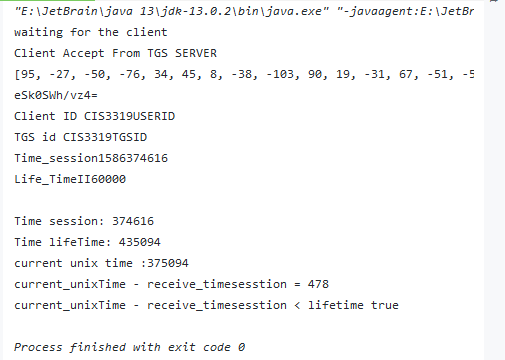 "E:\JetBrain\java 13\jdk-13.0.2\bin\java.exe" "-javaagent:E:\JetBr
waiting for the client
Client Accept From TGS SERVER
[95, -27, -50, -76, 34, 45, 8, -38, -103, 90, 19, -31, 67, -51, -5
eSk0SWh/vz4=
Client ID CIS3319USERID
TGS id CIS3319TGSID
Time_session1586374616
Life_TimeII60000
Time session: 374616
Time lifeTime: 435094
current unix time :375094
current_unixTime - receive_timesesstion = 478
current_unixTime - receive_timesesstion < lifetime true
Process finished with exit code 0